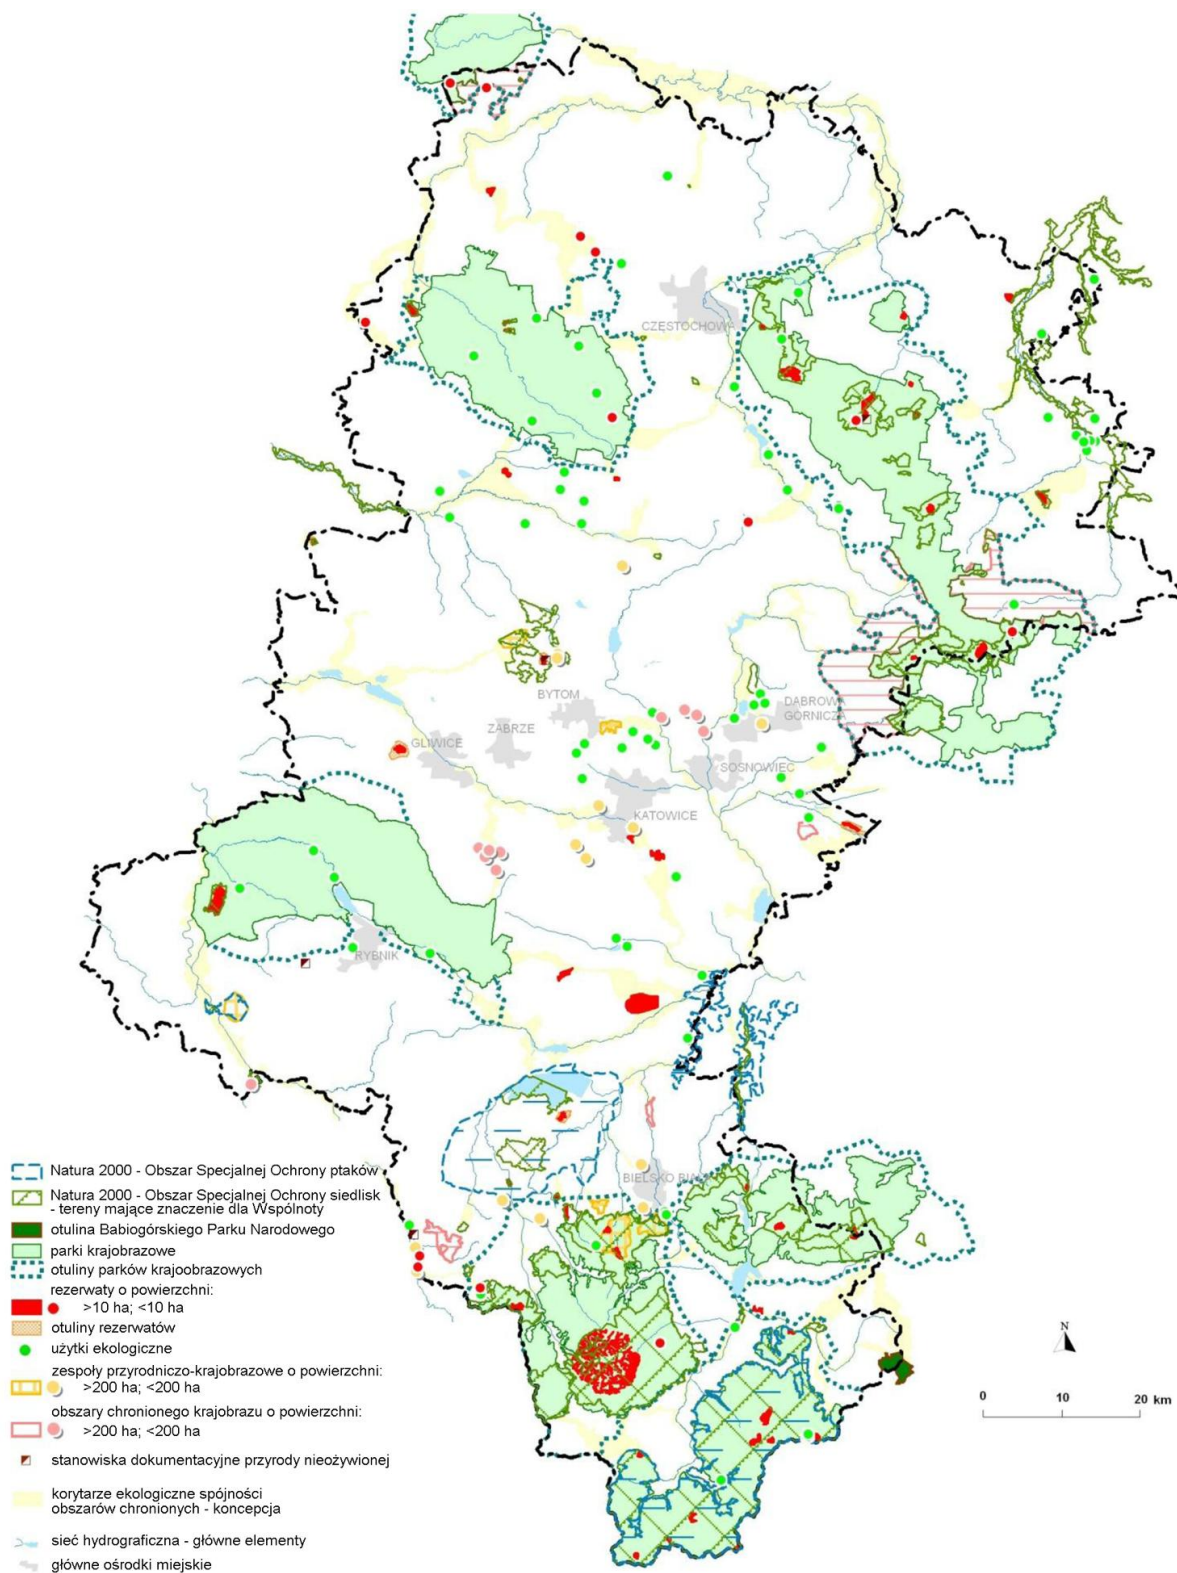 CZĘSTOCHOWA
BYTOM
ZABRZE
GLIWICE
DĄBROWA
GÓRNICZA
SOSNOWIEC
KATOWICE
RYBNIK
BIELSKO BIAŁA
Natura 2000 - Obszar Specjalnej Ochrony ptaków
Natura 2000 - Obszar Specjalnej Ochrony siedlisk
- tereny mające znaczenie dla Wspólnoty
otulina Babiogórskiego Parku Narodowego
parki krajobrazowe
otuliny parków krajoobrazowych
rezerwaty o powierzchni:
>10 ha; <10 ha
otuliny rezerwatów
użytki ekologiczne
zespoły przyrodniczo-krajobrazowe o powierzchni:
>200 ha; <200 ha
obszary chronionego krajobrazu o powierzchni:
>200 ha; <200 ha
stanowiska dokumentacyjne przyrody nieożywionej
korytarze ekologiczne spójności
obszarów chronionych - koncepcja
sieć hydrograficzna - główne elementy
główne ośrodki miejskie
N
0 10 20 km